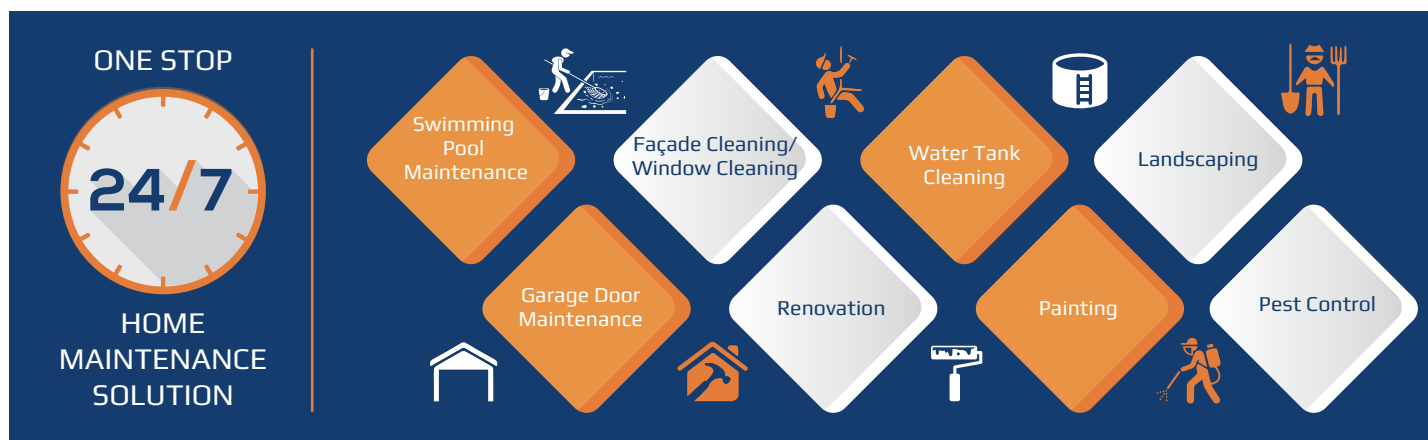 ONE STOP
24/7
HOME
MAINTENANCE
SOLUTION
Swimming
Pool
Maintenance
Façade Cleaning/
Window Cleaning
Water Tank
Cleaning
Landscaping
Garage Door
Maintenance
Renovation
Painting
Pest Control